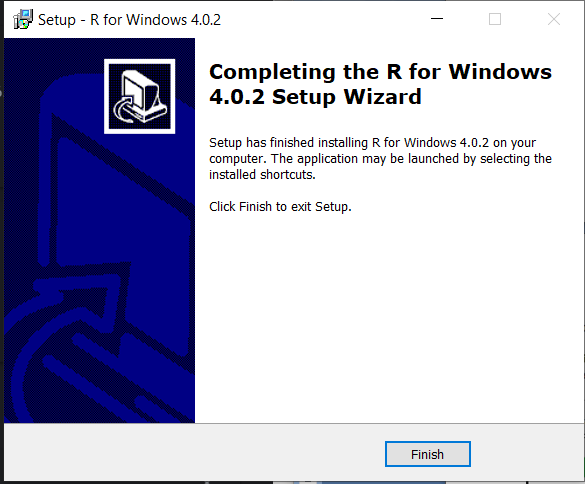 Setup - R for Windows 4.0.2
Completing the R for Windows
4.0.2 Setup Wizard
Setup has finished installing R for Windows 4.0.2 on your
computer. The application may be launched by selecting the
installed shortcuts.
Click Finish to exit Setup.
Finish